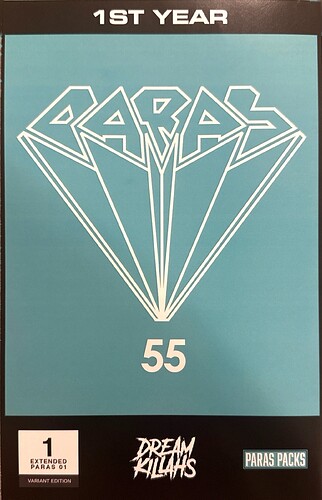 1ST YEAR
PARAS
55
1
EXTENDED
PARAS 01
VARIANT EDITION
DREAM
KILLAHS
PARAS PACKS